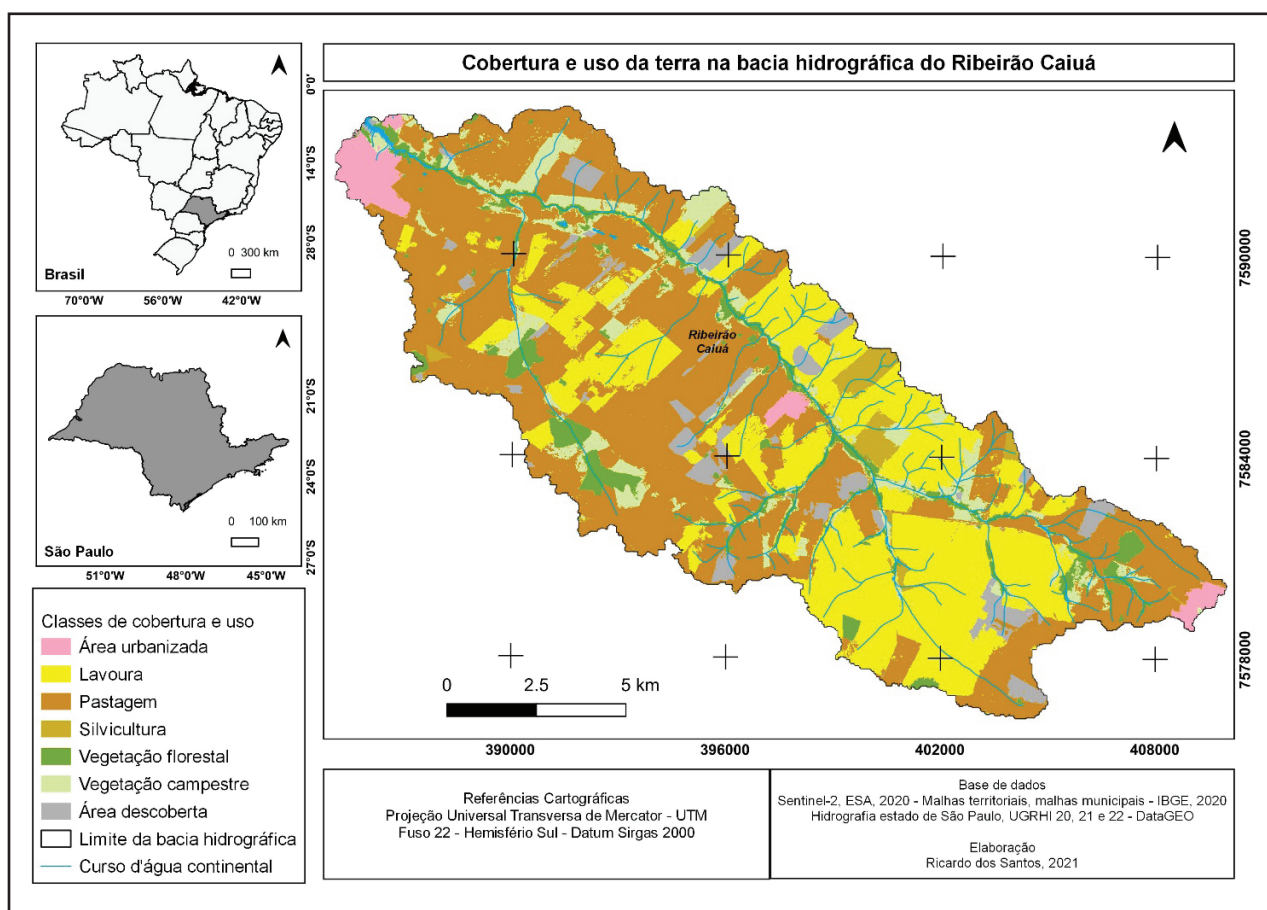 Cobertura e uso da terra na bacia hidrográfica do Ribeirão Caiuá
0°0'
14°0'S
28°0'S
0 300 km
Brasil
70°0'W 56°0'W 42°0'W
21°0'S
24°0'S
27°0'S
0 100 km
São Paulo
51°0'W 48°0'W 45°0'W
Classes de cobertura e uso
Área urbanizada
Lavoura
Pastagem
Silvicultura
Vegetação florestal
Vegetação campestre
Área descoberta
Limite da bacia hidrográfica
Curso d'água continental
Ribeirão
Caiuá
7590000
7584000
7578000
0 2.5 5 km
390000 396000 402000 408000
Referências Cartográficas
Projeção Universal Transversa de Mercator - UTM
Fuso 22 - Hemisfério Sul - Datum Sirgas 2000
Base de dados
Sentinel-2, ESA, 2020 - Malhas territoriais, malhas municipais - IBGE, 2020
Hidrografia estado de São Paulo, UGRHI 20, 21 e 22 - DataGEO
Elaboração
Ricardo dos Santos, 2021